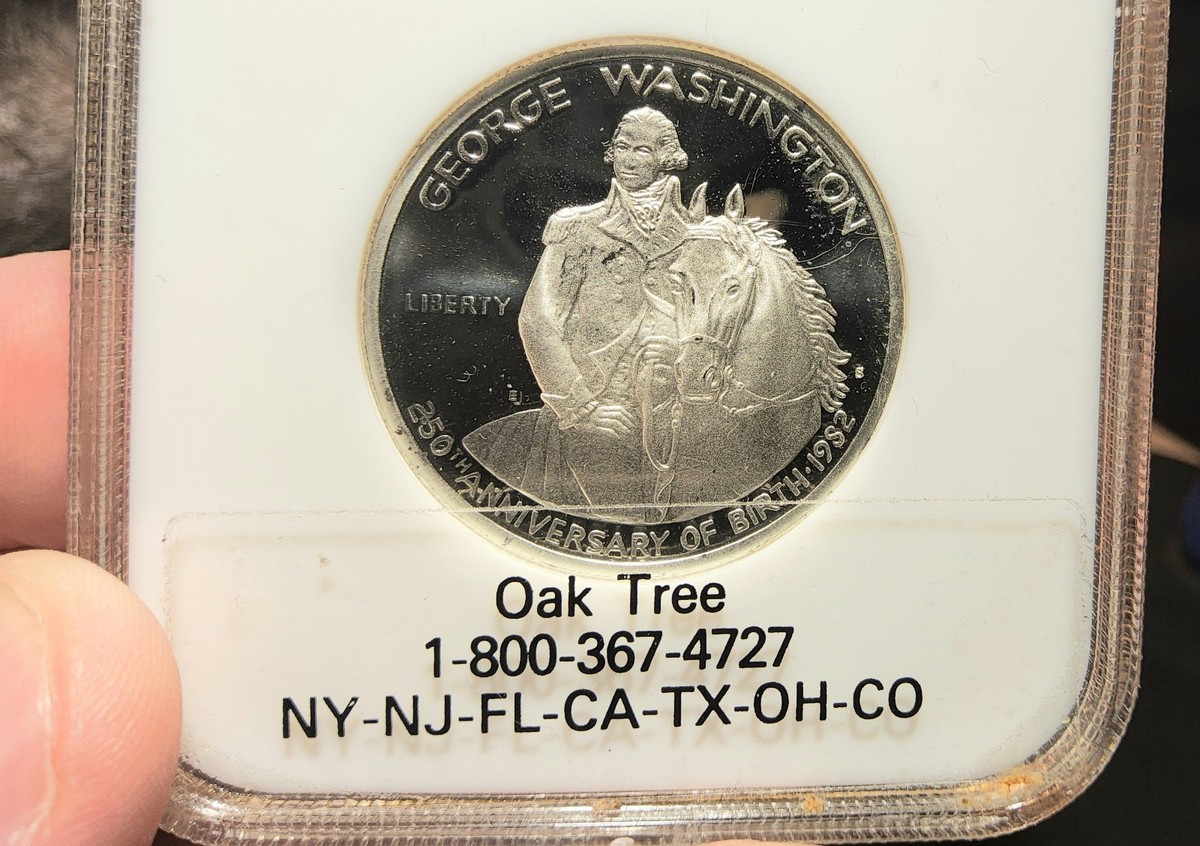 GEORGE WASHINGTON
LIBERTY
S
EJ
250TH ANNIVERSARY OF BIRTH·1982
Oak Tree
1-800-367-4727
NY-NJ-FL-CA-TX-OH-CO